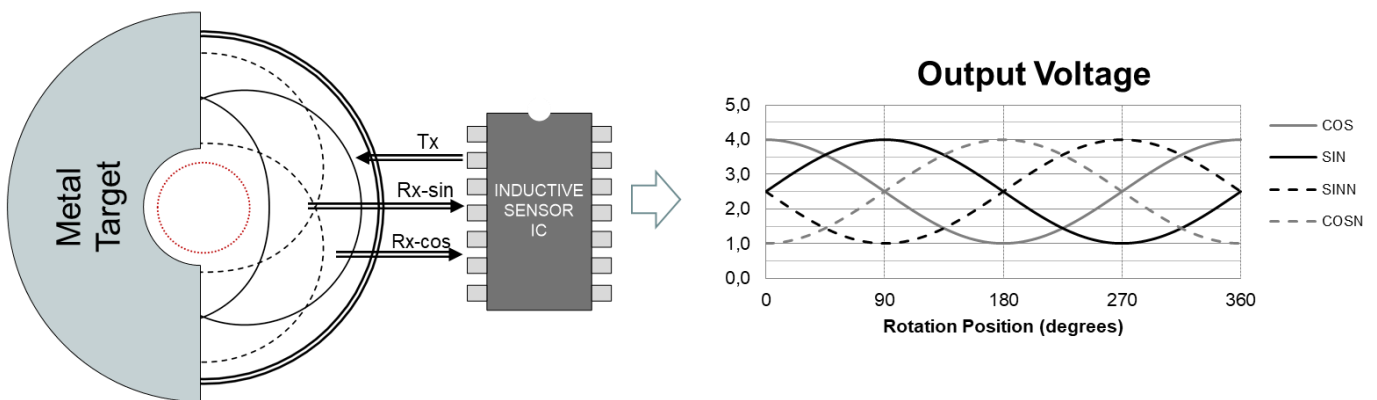 Metal
Target
Tx
Rx-sin
Rx-cos
INDUCTIVE
SENSOR
IC
Output Voltage
5,0
4,0
3,0
2,0
1,0
0,0
0
90
180
270
360
Rotation Position (degrees)
COS
SIN
SINN
COSN